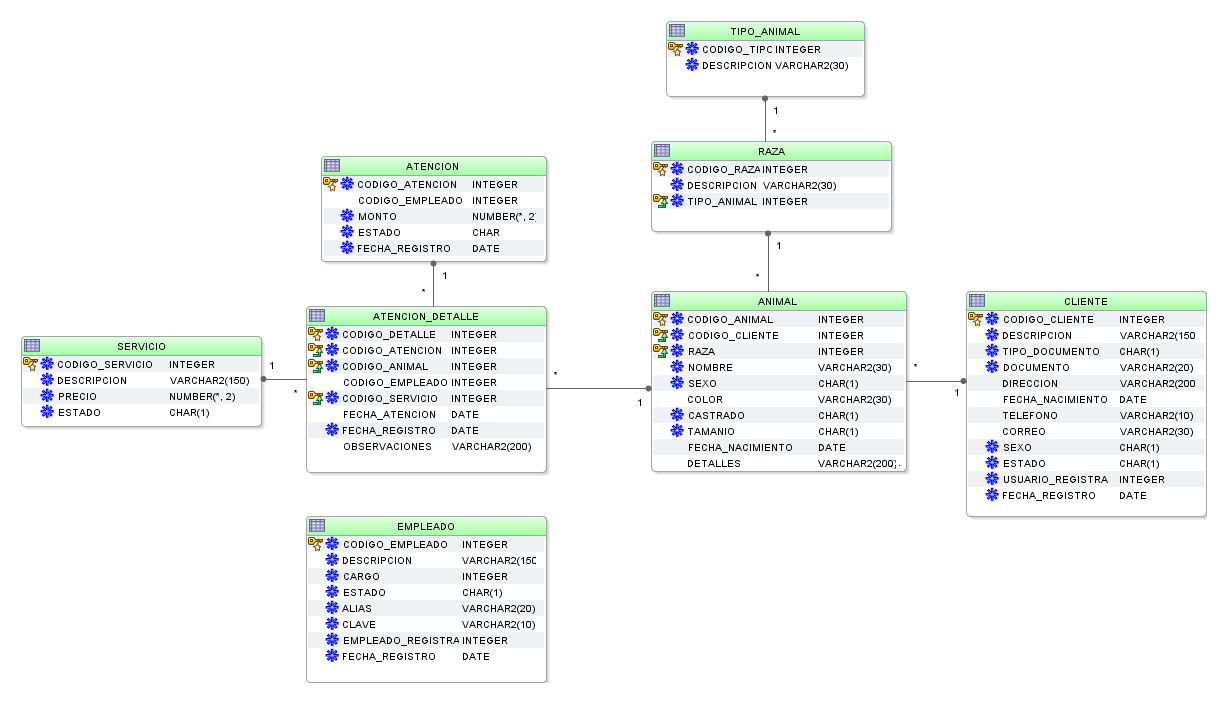 TIPO_ANIMAL
CODIGO_TIPO INTEGER
DESCRIPCION VARCHAR2(30)
1
*
RAZA
CODIGO_RAZA INTEGER
DESCRIPCION VARCHAR2(30)
TIPO_ANIMAL INTEGER
1
*
ATENCION
CODIGO_ATENCION INTEGER
CODIGO_EMPLEADO INTEGER
MONTO NUMBER(*, 2)
ESTADO CHAR
FECHA_REGISTRO DATE
1
*
SERVICIO
CODIGO_SERVICIO INTEGER
DESCRIPCION VARCHAR2(150)
PRECIO NUMBER(*, 2)
ESTADO CHAR(1)
1
*
ATENCION_DETALLE
CODIGO_DETALLE INTEGER
CODIGO_ATENCION INTEGER
CODIGO_ANIMAL INTEGER
CODIGO_EMPLEADO INTEGER
CODIGO_SERVICIO INTEGER
FECHA_ATENCION DATE
FECHA_REGISTRO DATE
OBSERVACIONES VARCHAR2(200)
*
1
ANIMAL
CODIGO_ANIMAL INTEGER
CODIGO_CLIENTE INTEGER
RAZA INTEGER
NOMBRE VARCHAR2(30)
SEXO CHAR(1)
COLOR VARCHAR2(30)
CASTRADO CHAR(1)
TAMANIO CHAR(1)
FECHA_NACIMIENTO DATE
DETALLES VARCHAR2(200)
*
1
CLIENTE
CODIGO_CLIENTE INTEGER
DESCRIPCION VARCHAR2(150
TIPO_DOCUMENTO CHAR(1)
DOCUMENTO VARCHAR2(20)
DIRECCION VARCHAR2(200
FECHA_NACIMIENTO DATE
TELEFONO VARCHAR2(10)
CORREO VARCHAR2(30)
SEXO CHAR(1)
ESTADO CHAR(1)
USUARIO_REGISTRA INTEGER
FECHA_REGISTRO DATE
EMPLEADO
CODIGO_EMPLEADO INTEGER
DESCRIPCION VARCHAR2(150
CARGO INTEGER
ESTADO CHAR(1)
ALIAS VARCHAR2(20)
CLAVE VARCHAR2(10)
EMPLEADO_REGISTRA INTEGER
FECHA_REGISTRO DATE